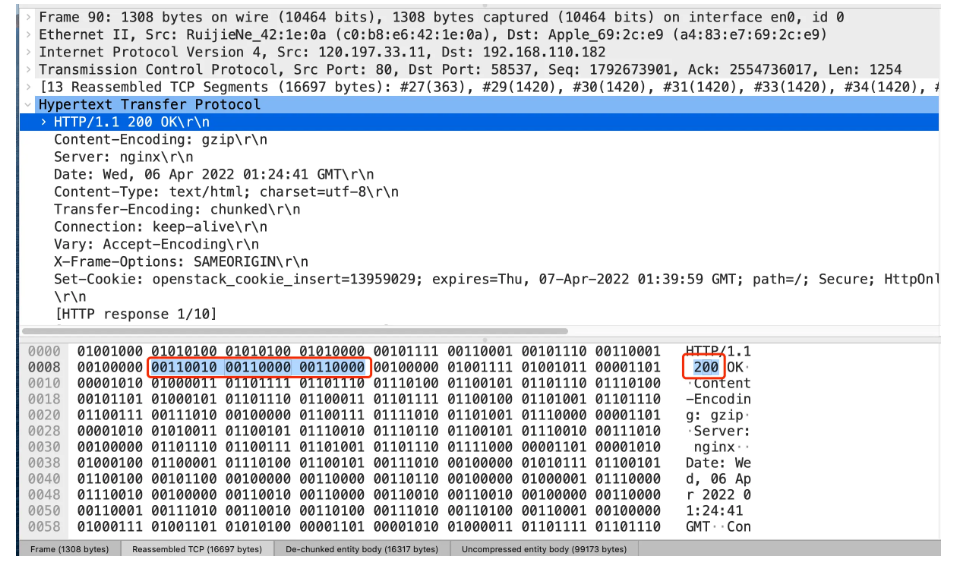 Frame 90: 1308 bytes on wire (10464 bits), 1308 bytes captured (10464 bits) on interface en0, id 0
Ethernet II, Src: RuijieNe_42:1e:0a (c0:b8:e6:42:1e:0a), Dst: Apple_69:2c:e9 (a4:83:e7:69:2c:e9)
Internet Protocol Version 4, Src: 120.197.33.11, Dst: 192.168.110.182
Transmission Control Protocol, Src Port: 80, Dst Port: 58537, Seq: 1792673901, Ack: 2554736017, Len: 1254
[13 Reassembled TCP Segments (16697 bytes): #27(363), #29(1420), #30(1420), #31(1420), #33(1420), #34(1420), #
Hypertext Transfer Protocol
HTTP/1.1 200 OK\r\n
Content-Encoding: gzip\r\n
Server: nginx\r\n
Date: Wed, 06 Apr 2022 01:24:41 GMT\r\n
Content-Type: text/html; charset=utf-8\r\n
Transfer-Encoding: chunked\r\n
Connection: keep-alive\r\n
Vary: Accept-Encoding\r\n
X-Frame-Options: SAMEORIGIN\r\n
Set-Cookie: openstack_cookie_insert=13959029; expires=Thu, 07-Apr-2022 01:39:59 GMT; path=/; Secure; HttpOnl
\r\n
[HTTP response 1/10]
0000 01001000 01010100 01010100 01010000 00101111 00110001 00101110 00110001 HTTP/1.1
0008 00100000 00110010 00110000 00110000 00100000 01001111 01001011 00001101 200 OK·
0010 00001010 01000011 01101111 01101110 01110100 01100101 01101110 01110100 ·Content
0018 00101101 01000101 01101110 01100011 01101111 01100100 01101001 01101110 -Encodin
0020 01100111 00111010 00100000 01100111 01111010 01101001 01110000 00001101 g: gzip·
0028 00001010 01010011 01100101 01110010 01110110 01100101 01110010 00111010 ·Server:
0030 00100000 01101110 01100111 01101001 01101110 01111000 00001101 00001010 nginx··
0038 01000100 01100001 01110100 01100101 00111010 00100000 01010111 01100101 Date: We
0040 01100100 00101100 00100000 00110000 00110110 00100000 01000001 01110000 d, 06 Ap
0048 01110010 00100000 00110010 00110000 00110010 00110010 00100000 00110000 r 2022 0
0050 00110001 00111010 00110010 00110100 00111010 00110100 00110001 00100000 1:24:41
0058 01000111 01001101 01010100 00001101 00001010 01000011 01101111 01101110 GMT··Con
Frame (1308 bytes) Reassembled TCP (16697 bytes) De-chunked entity body (16317 bytes) Uncompressed entity body (99173 bytes)